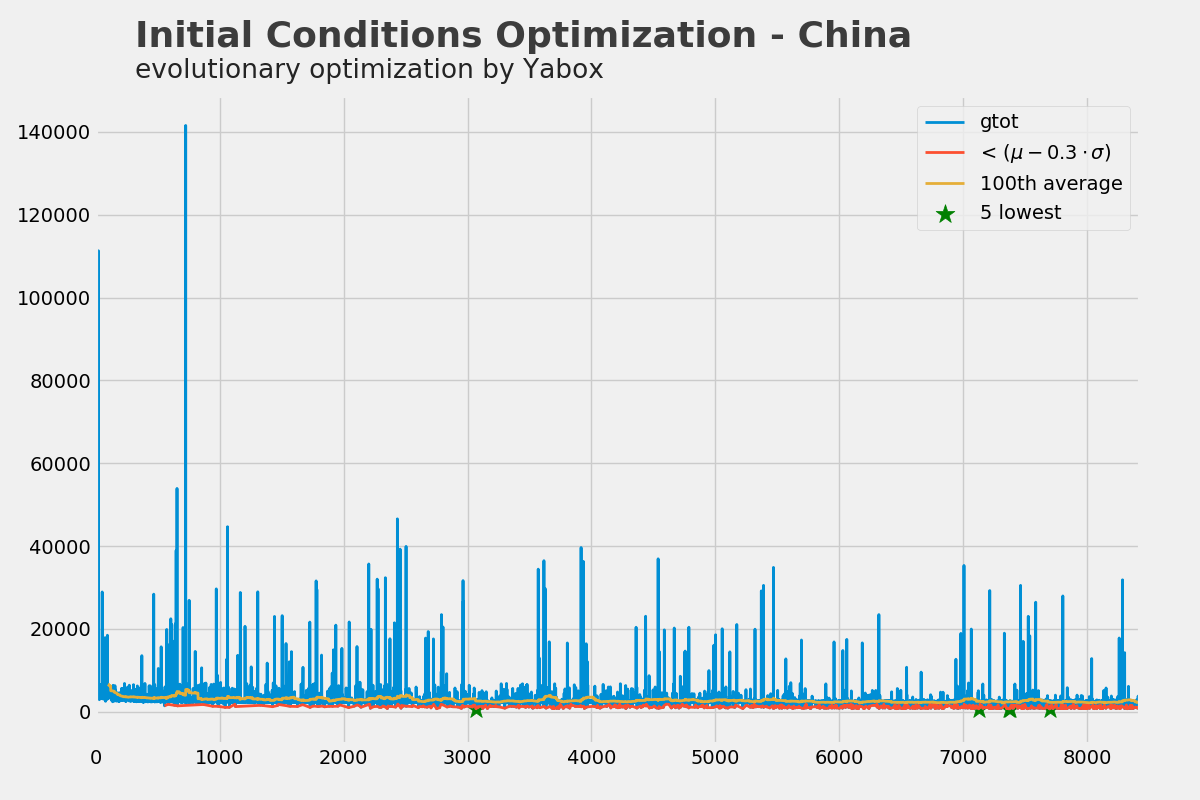 Initial Conditions Optimization - China
evolutionary optimization by Yabox
gtot
< (μ − 0.3 · σ)
100th average
5 lowest
140000
120000
100000
80000
60000
40000
20000
0
0 1000 2000 3000 4000 5000 6000 7000 8000